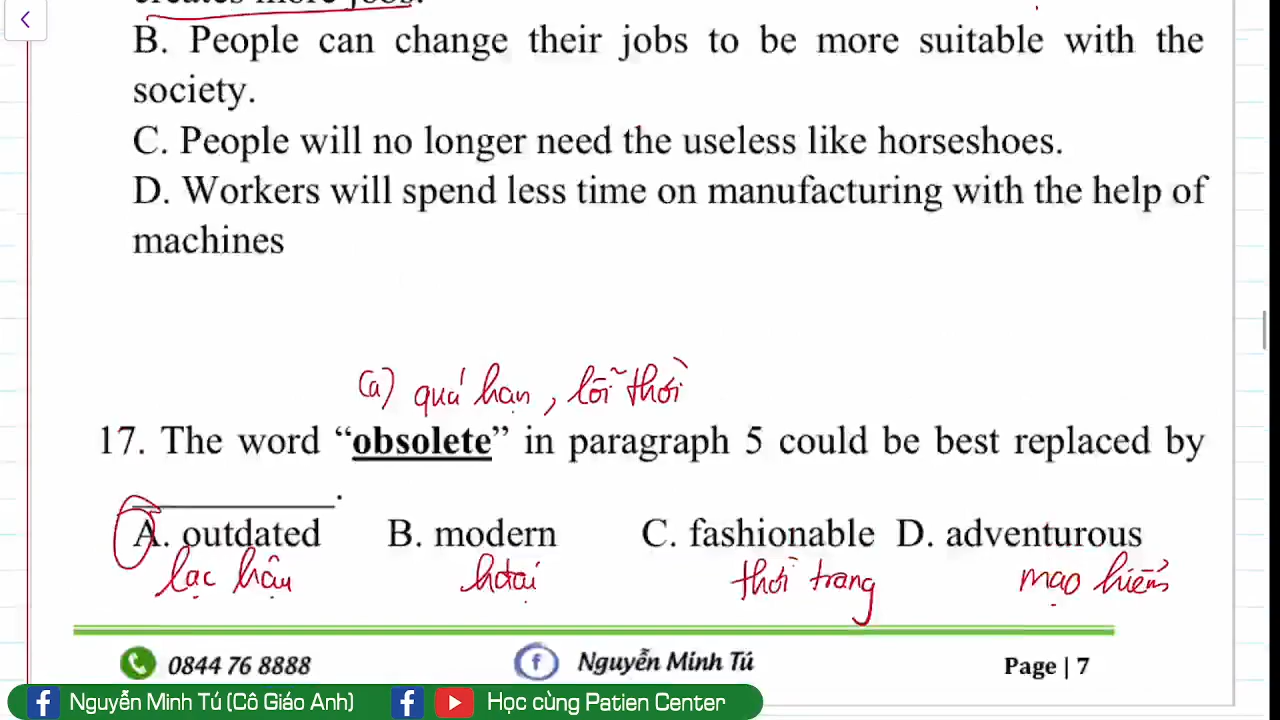 creates more jobs.
B. People can change their jobs to be more suitable with the
society.
C. People will no longer need the useless like horseshoes.
D. Workers will spend less time on manufacturing with the help of
machines
(a) quá hạn, lỗi thời
17. The word “obsolete” in paragraph 5 could be best replaced by
____________.
A. outdated B. modern C. fashionable D. adventurous
lạc hậu hđại thời trang mạo hiểm
0844 76 8888 Nguyễn Minh Tú Page | 7
Nguyễn Minh Tú (Cô Giáo Anh) Học cùng Patien Center